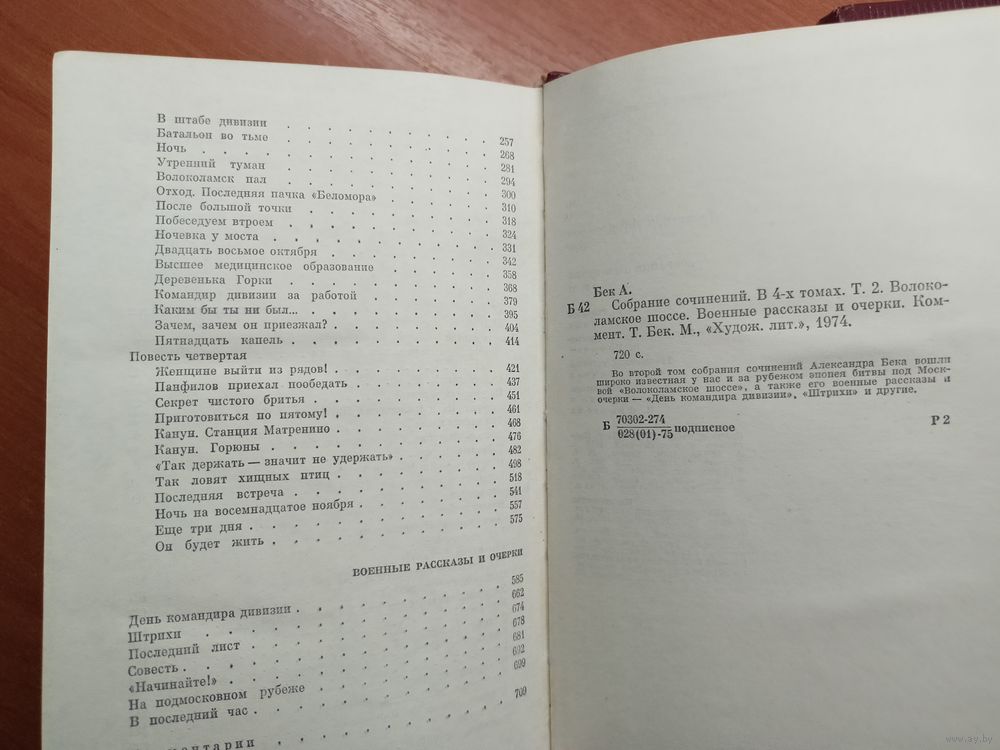 В штабе дивизии . . . . . . . . 257
Батальон во тьме . . . . . . . . 268
Ночь . . . . . . . . 281
Утренний туман . . . . . . . . 294
Волоколамск пал . . . . . . . . 300
Отход. Последняя пачка «Беломора» . . . . 310
После большой точки . . . . . . . 318
Побеседуем втроем . . . . . . . . 324
Ночевка у моста . . . . . . . . 331
Двадцать восьмое октября . . . . . . 342
Высшее медицинское образование . . . . 358
Деревенька Горки . . . . . . . . 368
Командир дивизии за работой . . . . . 379
Каким бы ты ни был... . . . . . . . 395
Зачем, зачем он приезжал? . . . . . . 404
Пятнадцать капель . . . . . . . . 414
Повесть четвертая
Женщине выйти из рядов! . . . . . . 421
Панфилов приехал пообедать . . . . . 437
Секрет чистого бритья . . . . . . . 451
Приготовиться по пятому! . . . . . . 461
Канун. Станция Матренино . . . . . . 468
Канун. Горюны . . . . . . . . 476
«Так держать — значит не удержать» . . . . 482
Так ловят хищных птиц . . . . . . . 498
Последняя встреча . . . . . . . . 518
Ночь на восемнадцатое ноября . . . . . 541
Еще три дня . . . . . . . . 557
Он будет жить . . . . . . . . 575
ВОЕННЫЕ РАССКАЗЫ И ОЧЕРКИ
День командира дивизии . . . . . . . 585
Штрихи . . . . . . . . 662
Последний лист . . . . . . . . 674
Совесть . . . . . . . . 678
«Начинайте!» . . . . . . . . 681
На подмосковном рубеже . . . . . . . 692
В последний час . . . . . . . . 699
Бек А.
Б 42 Собрание сочинений. В 4-х томах. Т. 2. Волоко-
ламское шоссе. Военные рассказы и очерки. Ком-
мент. Т. Бек. М., «Худож. лит.», 1974.
720 с.
Во второй том собрания сочинений Александра Бека вошли
широко известная у нас и за рубежом эпопея битвы под Моск-
вой «Волоколамское шоссе», а также его военные рассказы и
очерки — «День командира дивизии», «Штрихи» и другие.
Б 70302-274
028(01)-75 подписное Р 2
www.ay.by